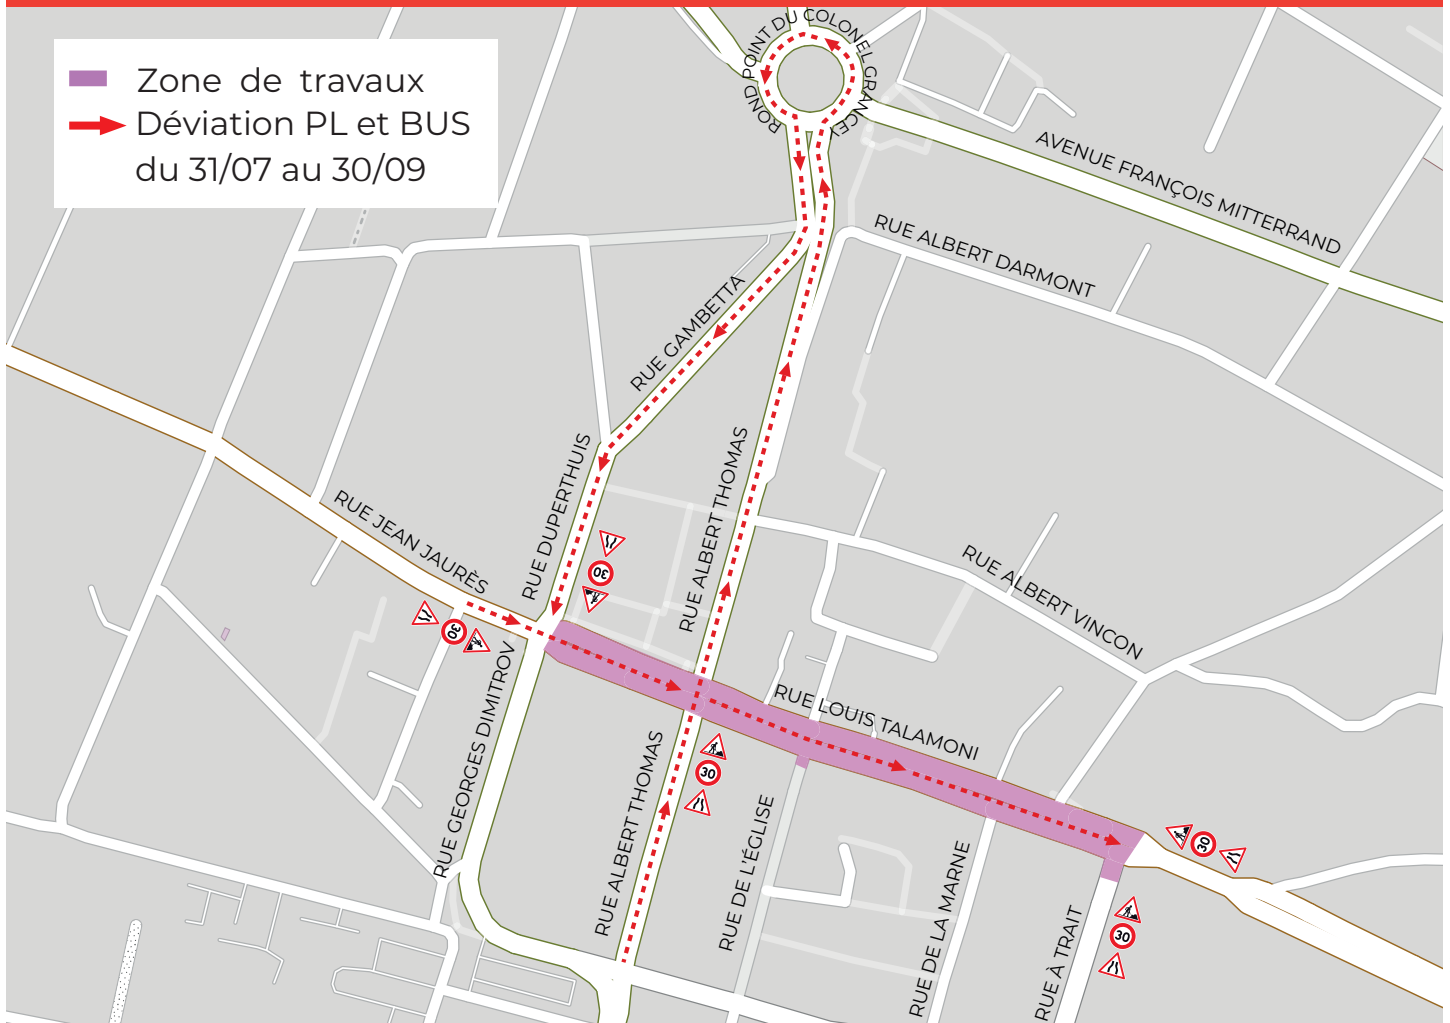 Zone de travaux
Déviation PL et BUS
du 31/07 au 30/09
ROND POINT DU COLONEL GRANCEY
AVENUE FRANÇOIS MITTERRAND
RUE ALBERT DARMONT
RUE GAMBETTA
RUE DUPERTHUIS
RUE ALBERT THOMAS
RUE JEAN JAURÈS
RUE ALBERT VINCON
30
30
RUE GEORGES DIMITROV
RUE LOUIS TALAMONI
RUE ALBERT THOMAS
30
RUE DE L'ÉGLISE
RUE DE LA MARNE
30
RUE À TRAIT
30